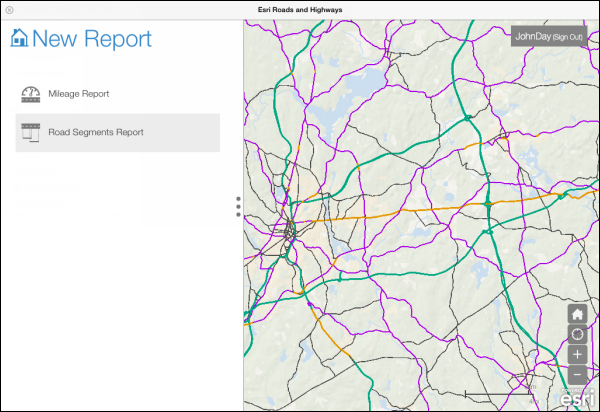 Esri Roads and Highways
New Report
JohnDay (Sign Out)
Mileage Report
Road Segments Report
esri